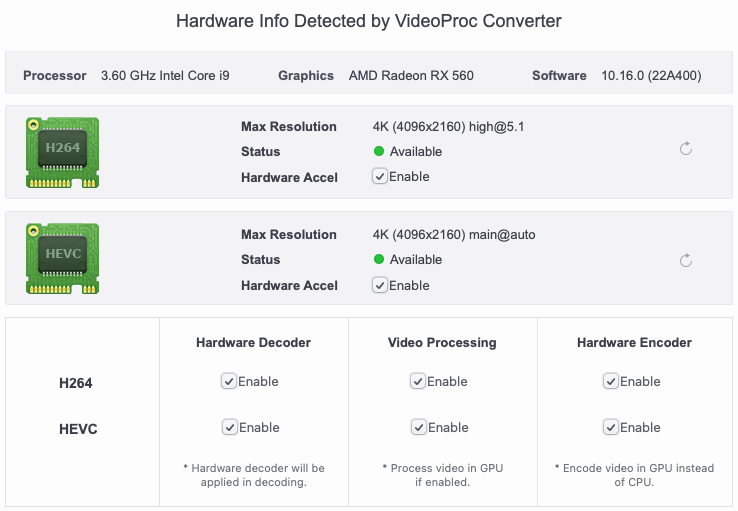 Hardware Info Detected by VideoProc Converter
Processor 3.60 GHz Intel Core i9 Graphics AMD Radeon RX 560 Software 10.16.0 (22A400)
H264
Max Resolution 4K (4096x2160) high@5.1
Status Available
Hardware Accel Enable
HEVC
Max Resolution 4K (4096x2160) main@auto
Status Available
Hardware Accel Enable
Hardware Decoder Video Processing Hardware Encoder
H264 Enable Enable Enable
HEVC Enable Enable Enable
* Hardware decoder will be
applied in decoding.
* Process video in GPU
if enabled.
* Encode video in GPU instead
of CPU.